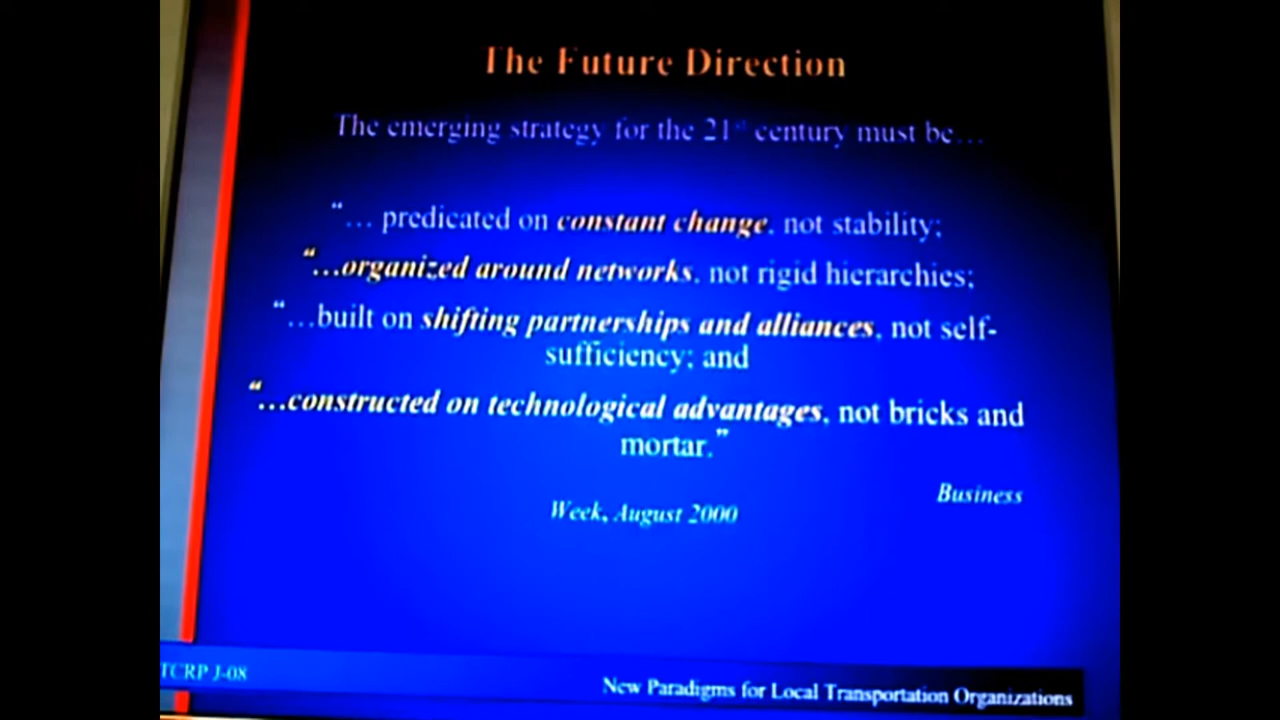 The Future Direction
The emerging strategy for the 21st century must be…
“… predicated on constant change, not stability;
“…organized around networks, not rigid hierarchies;
“…built on shifting partnerships and alliances, not self-
sufficiency; and
“…constructed on technological advantages, not bricks and
mortar.”
Business
Week, August 2000
TCRP J-08
New Paradigms for Local Transportation Organizations